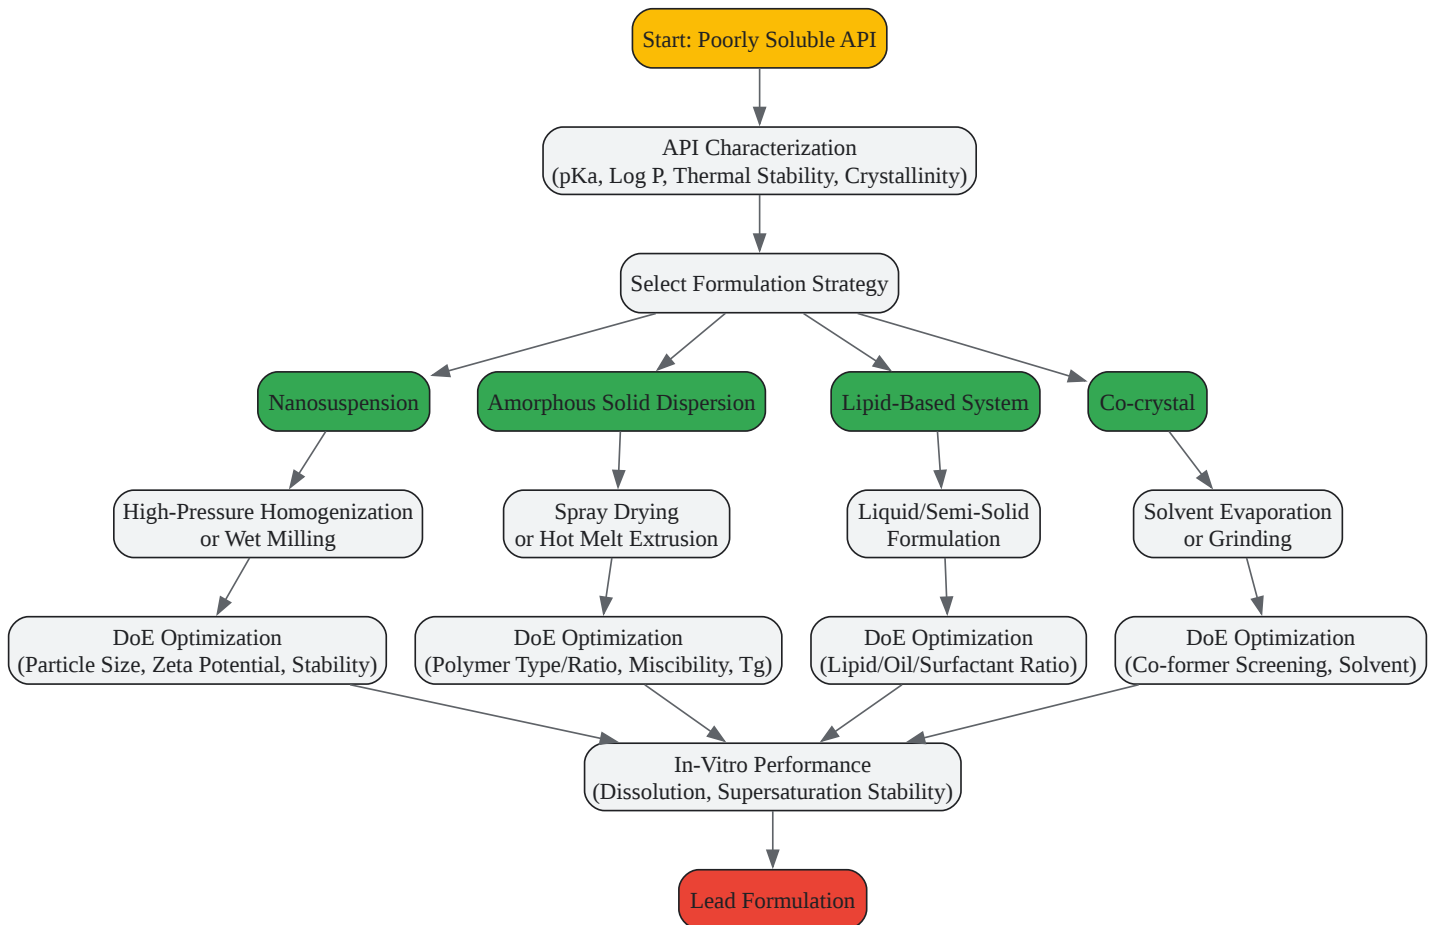 Start: Poorly Soluble API
API Characterization
(pKa, Log P, Thermal Stability, Crystallinity)
Select Formulation Strategy
Nanosuspension
Amorphous Solid Dispersion
Lipid-Based System
Co-crystal
High-Pressure Homogenization
or Wet Milling
Spray Drying
or Hot Melt Extrusion
Liquid/Semi-Solid
Formulation
Solvent Evaporation
or Grinding
DoE Optimization
(Particle Size, Zeta Potential, Stability)
DoE Optimization
(Polymer Type/Ratio, Miscibility, Tg)
DoE Optimization
(Lipid/Oil/Surfactant Ratio)
DoE Optimization
(Co-former Screening, Solvent)
In-Vitro Performance
(Dissolution, Supersaturation Stability)
Lead Formulation